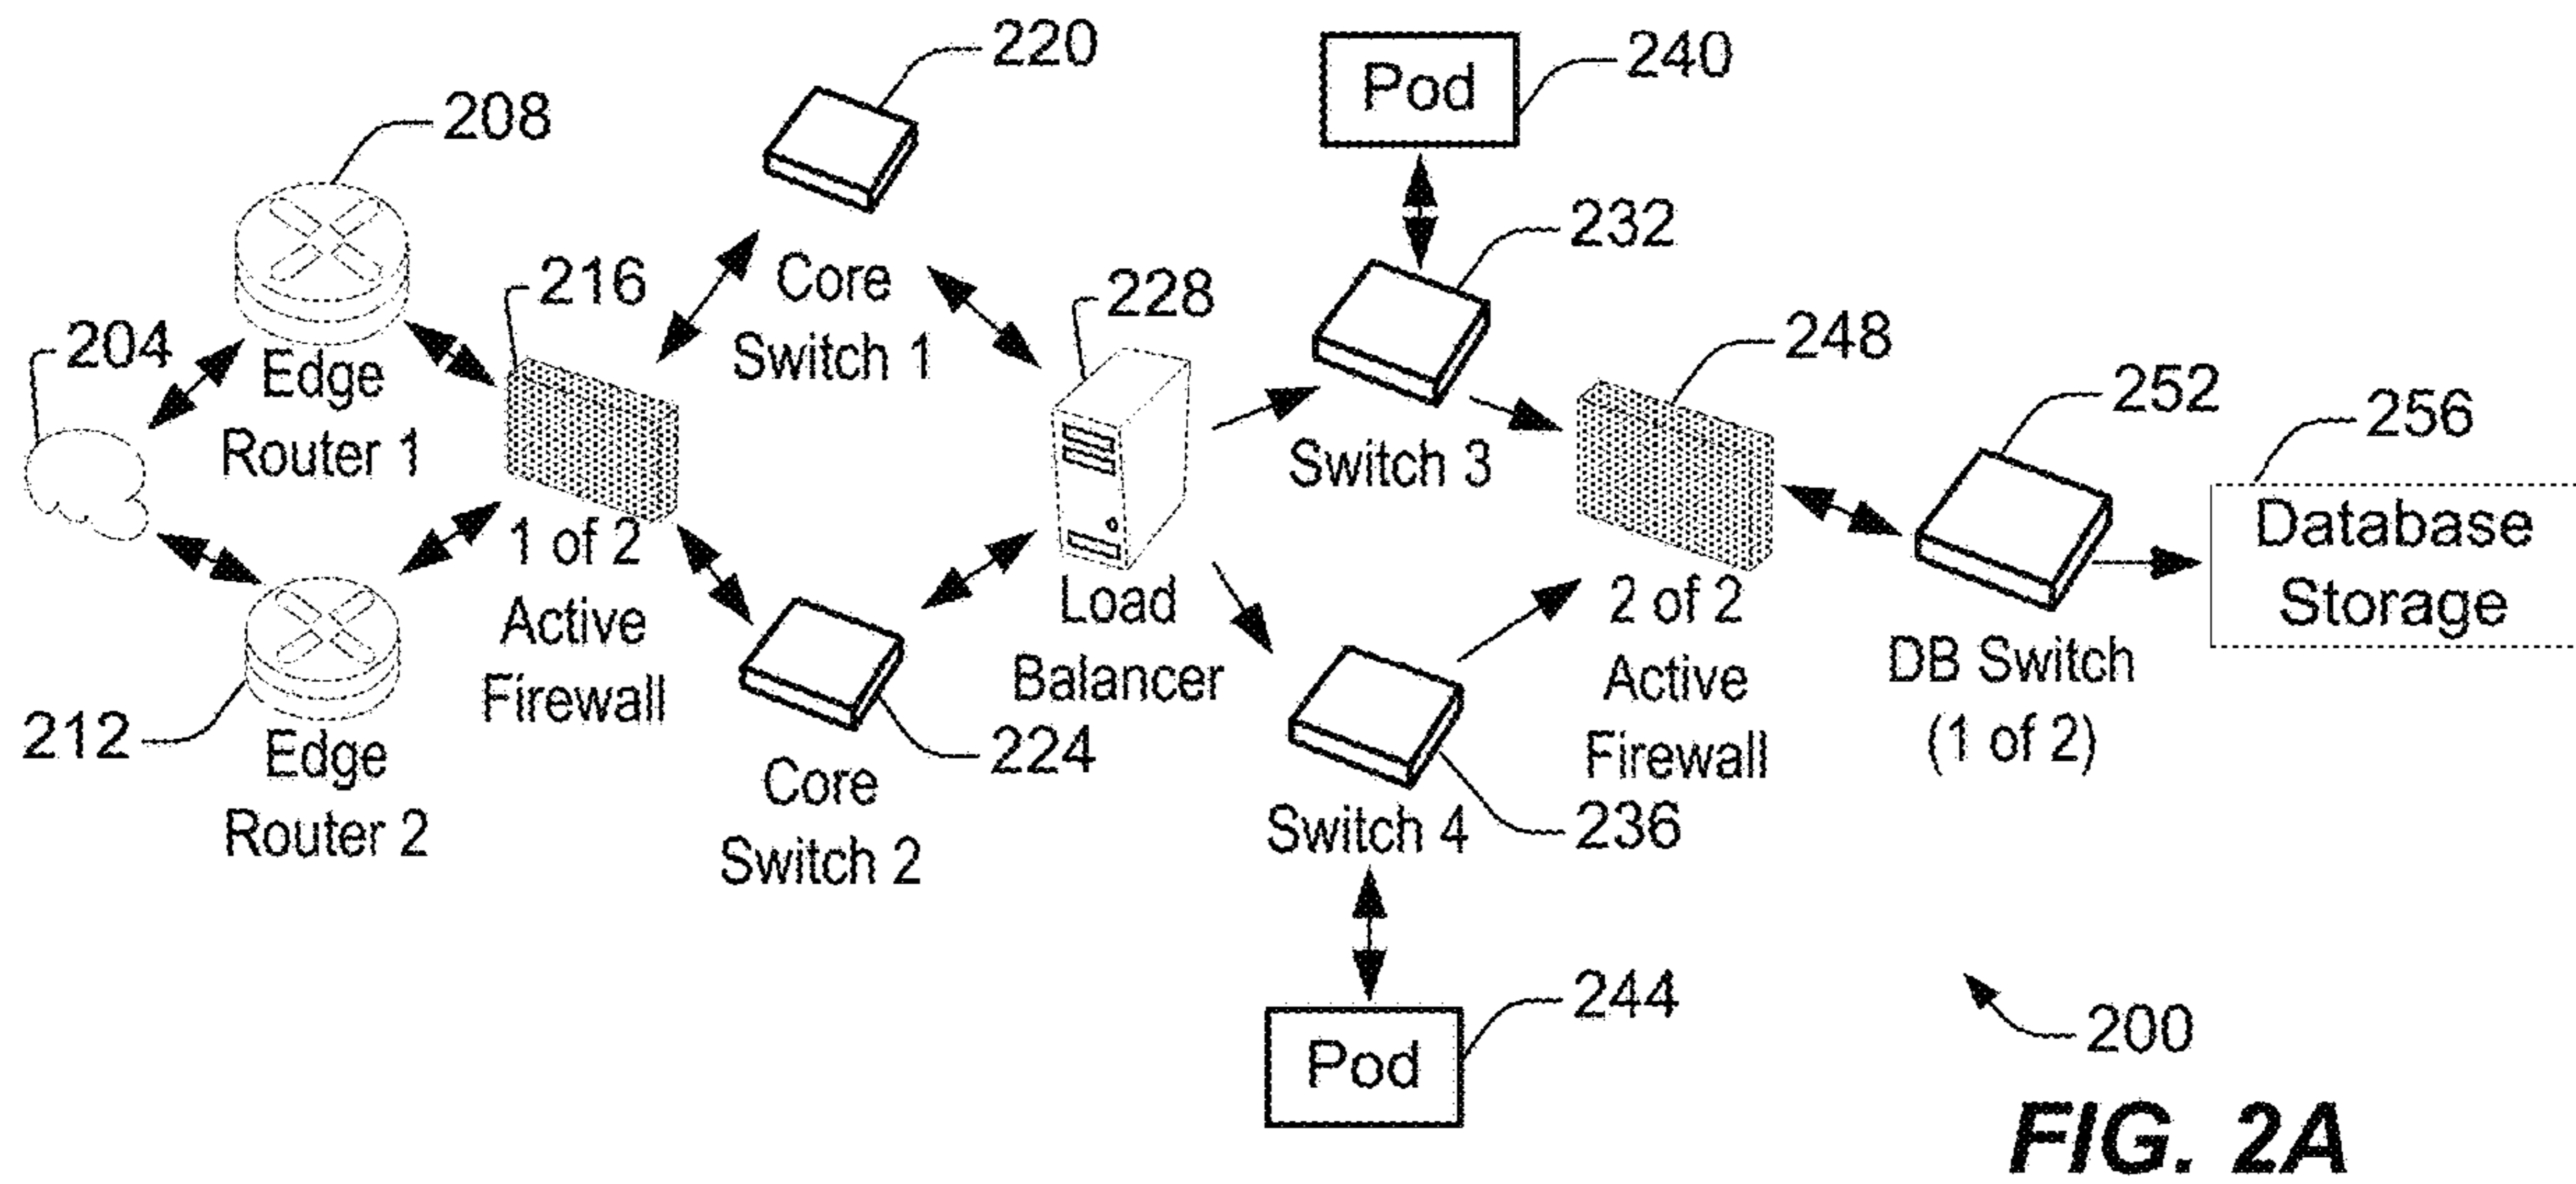 220
Pod
240
208
232
216
Core
Switch 1
228
204
Edge
Router 1
248
252
256
Switch 3
Database
Storage
1 of 2
Active
Firewall
Load
Balancer
2 of 2
Active
Firewall
DB Switch
(1 of 2)
212
Edge
Router 2
224
Core
Switch 2
Switch 4
236
244
Pod
200
FIG. 2A